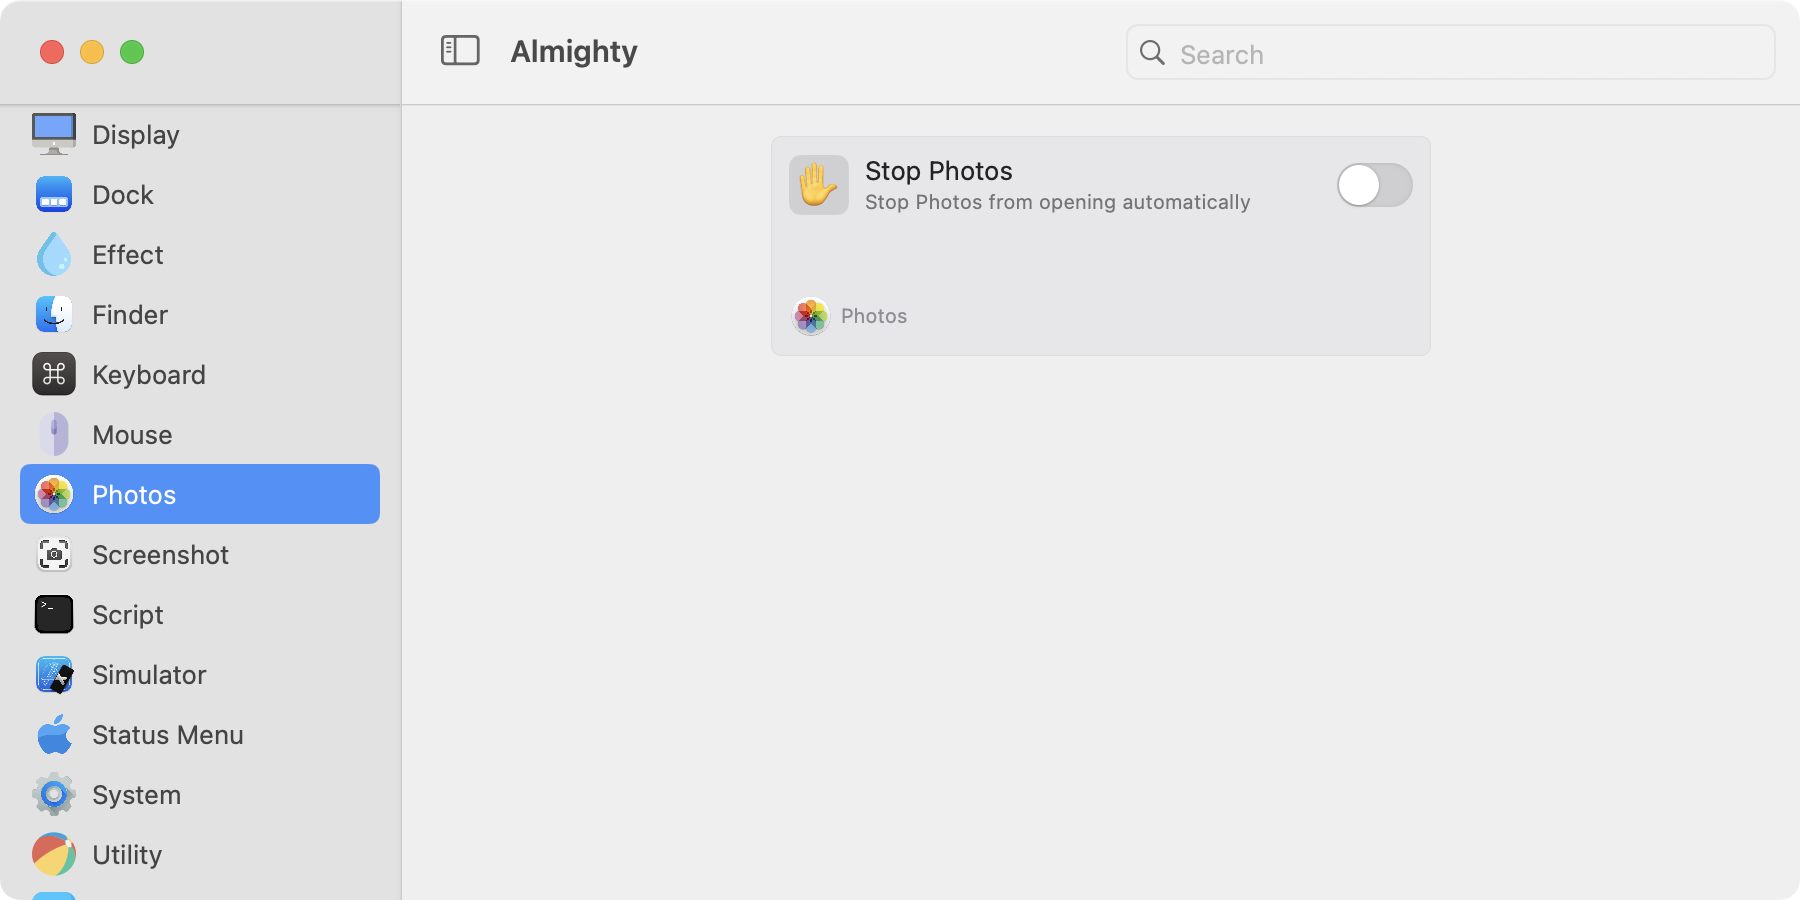 Almighty
Search
Display
Dock
Effect
Finder
Keyboard
Mouse
Photos
Screenshot
>_
Script
Simulator
Status Menu
System
Utility
Stop Photos
Stop Photos from opening automatically
Photos